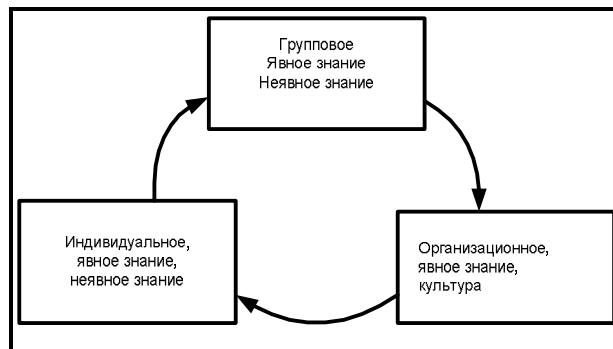 Групповое
Явное знание
Неявное знание
Индивидуальное,
явное знание,
неявное знание
Организационное,
явное знание,
культура